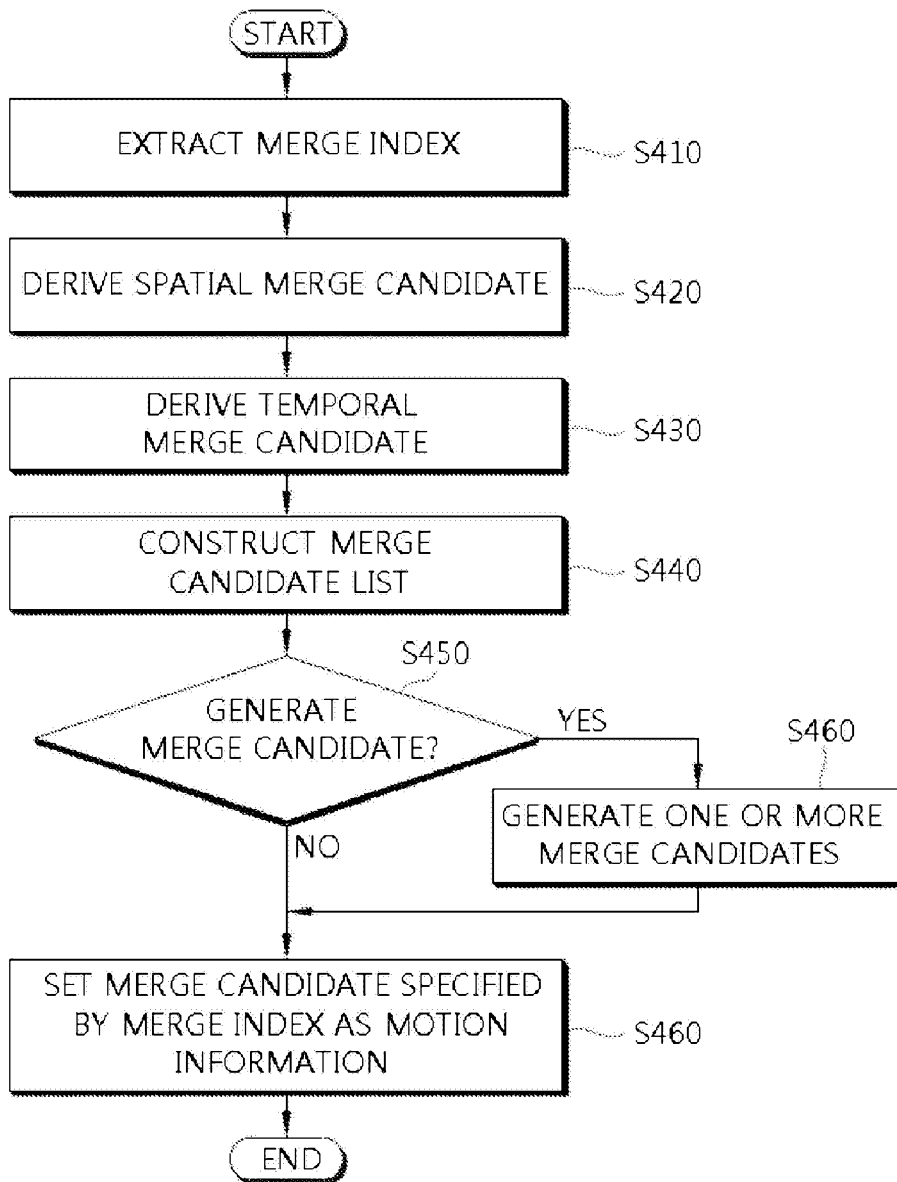 START
EXTRACT MERGE INDEX
S410
DERIVE SPATIAL MERGE CANDIDATE
S420
DERIVE TEMPORAL
MERGE CANDIDATE
S430
CONSTRUCT MERGE
CANDIDATE LIST
S440
S450
GENERATE
MERGE CANDIDATE?
YES
S460
GENERATE ONE OR MORE
MERGE CANDIDATES
NO
SET MERGE CANDIDATE SPECIFIED
BY MERGE INDEX AS MOTION
INFORMATION
S460
END